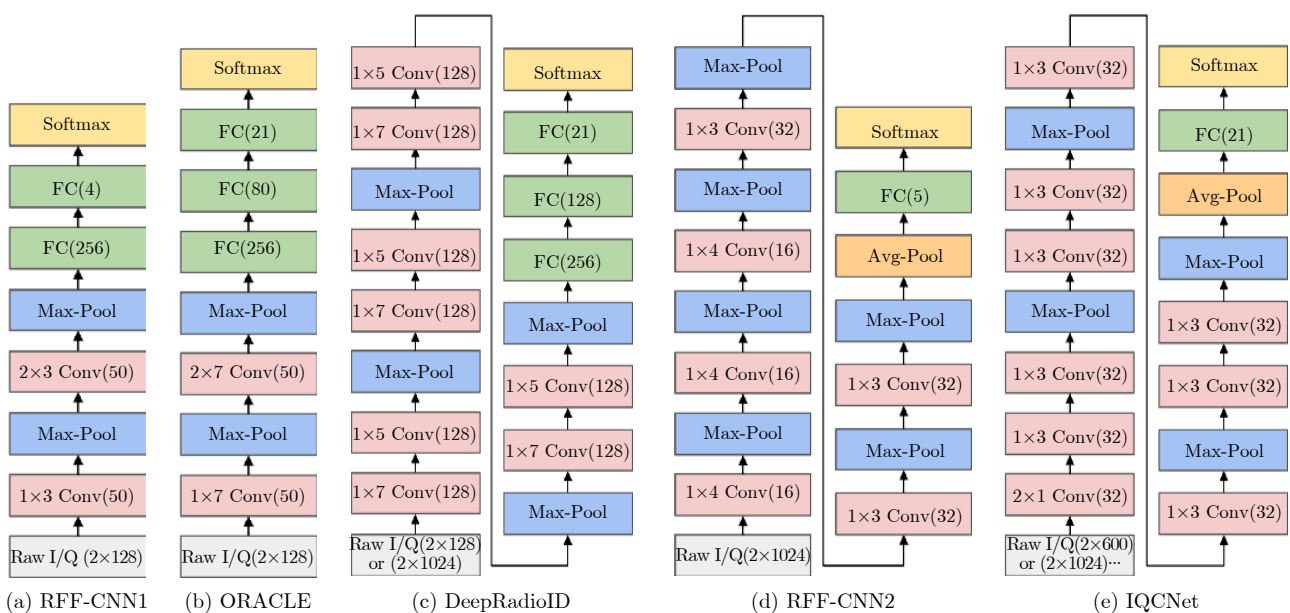 Softmax
FC(4)
FC(256)
Max-Pool
2×3 Conv(50)
Max-Pool
1×3 Conv(50)
Raw I/Q (2×128)
(a) RFF-CNN1
Softmax
FC(21)
FC(80)
FC(256)
Max-Pool
2×7 Conv(50)
Max-Pool
1×7 Conv(50)
Raw I/Q(2×128)
(b) ORACLE
1×5 Conv(128)
1×7 Conv(128)
Max-Pool
1×5 Conv(128)
1×7 Conv(128)
Max-Pool
1×5 Conv(128)
1×7 Conv(128)
Raw I/Q(2×128)
or (2×1024)
Softmax
FC(21)
FC(128)
FC(256)
Max-Pool
1×5 Conv(128)
1×7 Conv(128)
Max-Pool
(c) DeepRadioID
Max-Pool
1×3 Conv(32)
Max-Pool
1×4 Conv(16)
Max-Pool
1×4 Conv(16)
Max-Pool
1×4 Conv(16)
Raw I/Q(2×1024)
Softmax
FC(5)
Avg-Pool
Max-Pool
1×3 Conv(32)
Max-Pool
1×3 Conv(32)
(d) RFF-CNN2
1×3 Conv(32)
Max-Pool
1×3 Conv(32)
1×3 Conv(32)
Max-Pool
1×3 Conv(32)
1×3 Conv(32)
2×1 Conv(32)
Raw I/Q(2×600)
or (2×1024)···
Softmax
FC(21)
Avg-Pool
Max-Pool
1×3 Conv(32)
1×3 Conv(32)
Max-Pool
1×3 Conv(32)
(e) IQCNet